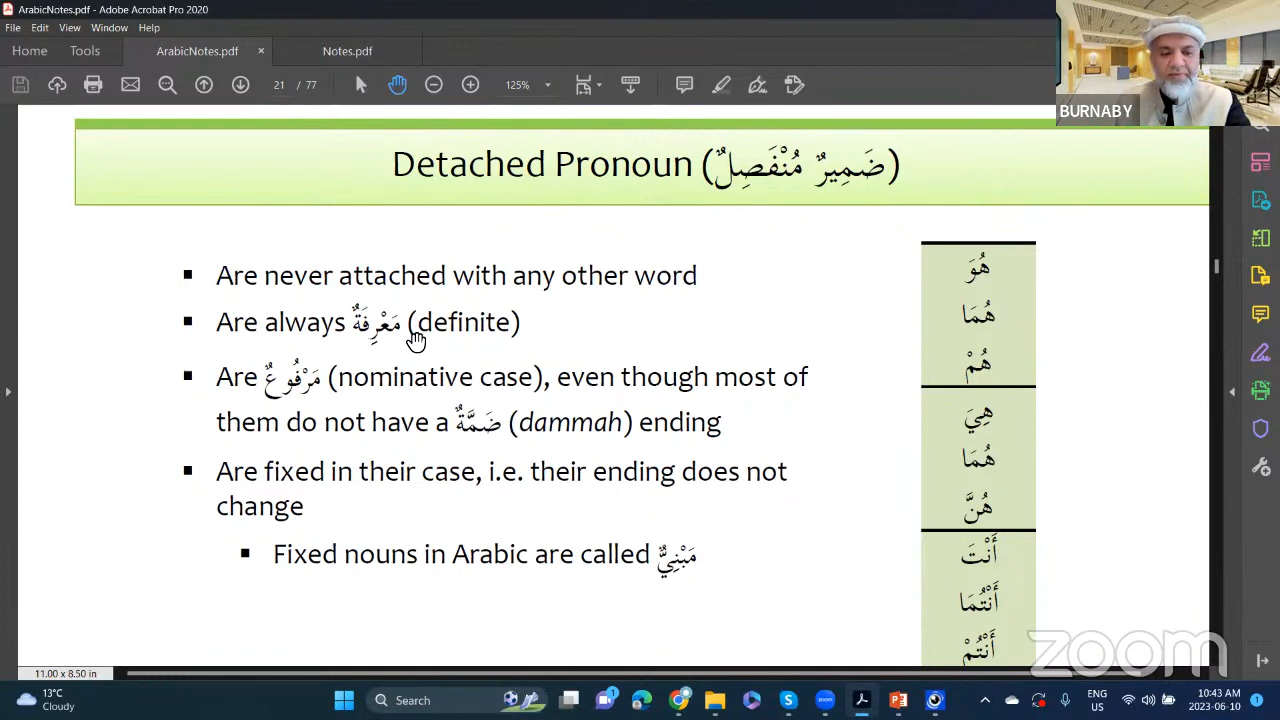 ArabicNotes.pdf - Adobe Acrobat Pro 2020
File Edit View Window Help
Home Tools ArabicNotes.pdf × Notes.pdf
21 / 77 125%
BURNABY
Detached Pronoun (ضَمِيرٌ مُنْفَصِلٌ)
▪ Are never attached with any other word
▪ Are always مَعْرِفَةٌ (definite)
▪ Are مَرْفُوعٌ (nominative case), even though most of
them do not have a ضَمَّةٌ (dammah) ending
▪ Are fixed in their case, i.e. their ending does not
change
▪ Fixed nouns in Arabic are called مَبْنِيٌّ
هُوَ
هُمَا
هُمْ
هِيَ
هُمَا
هُنَّ
أَنْتَ
أَنْتُمَا
أَنْتُمْ
zoom
11.00 x 8.50 in
13°C
Cloudy
Search
1
zoom
ENG
US
10:43 AM
2023-06-10